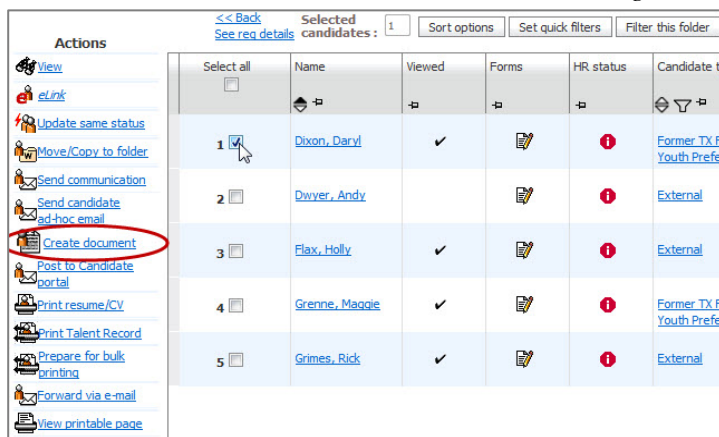 << Back
See req details
Selected candidates: 1
Sort options
Set quick filters
Filter this folder
Actions
View
eLink
Update same status
Move/Copy to folder
Send communication
Send candidate
ad-hoc email
Create document
Post to Candidate
portal
Print resume/CV
Print Talent Record
Prepare for bulk
printing
Forward via e-mail
View printable page
Select all
Name
Viewed
Forms
HR status
Candidate t
1
Dixon, Daryl
Former TX F
Youth Prefe
2
Dwyer, Andy
External
3
Flax, Holly
External
4
Grenne, Maggie
Former TX F
Youth Prefe
5
Grimes, Rick
External